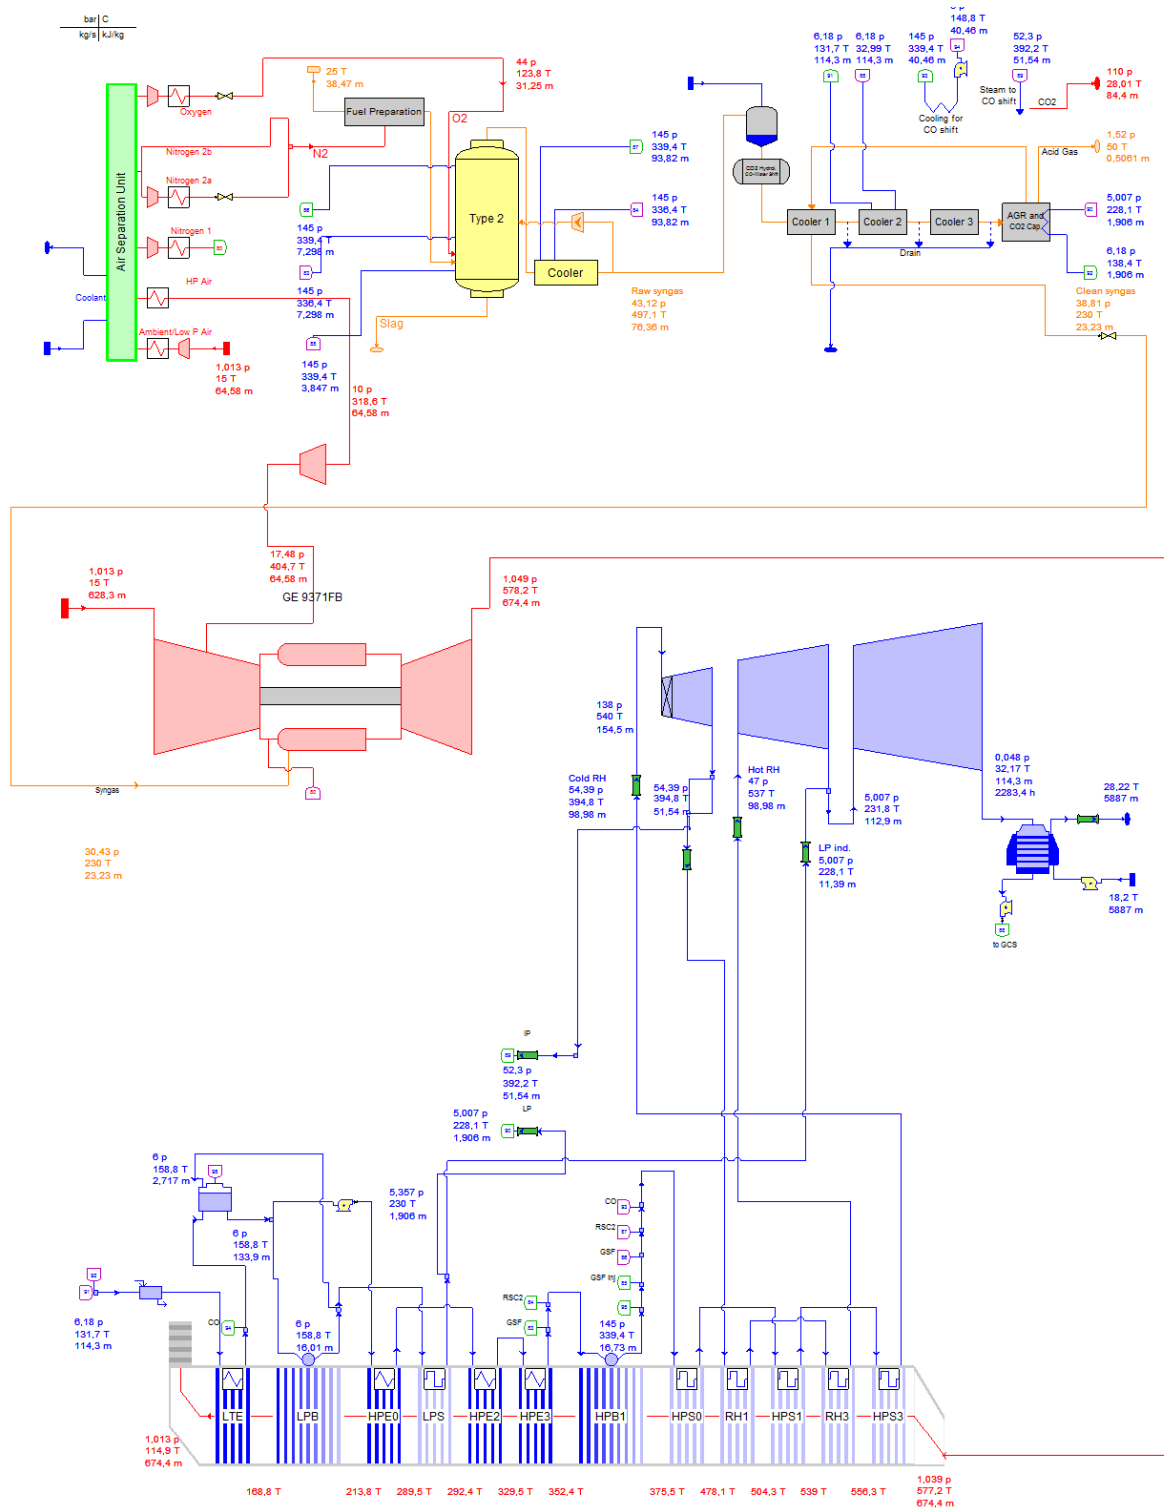 bar C
kg/s kJ/kg
25 T
38,47 m
44 p
123,8 T
31,25 m
6,18 p
131,7 T
114,3 m
6,18 p
32,99 T
114,3 m
145 p
339,4 T
40,46 m
148,8 T
40,46 m
52,3 p
392,2 T
51,54 m
110 p
28,01 T
84,4 m
Steam to
CO shift
CO2
Cooling for
CO shift
Oxygen
Fuel Preparation
O2
N2
Nitrogen 2b
Nitrogen 2a
Nitrogen 1
HP Air
Ambient/Low P Air
Air Separation Unit
Coolant
145 p
339,4 T
93,82 m
145 p
336,4 T
93,82 m
Type 2
Cooler
Slag
CO2 Hydrol.
CO-Water Shift
Cooler 1
Cooler 2
Cooler 3
AGR and
CO2 Cap.
Drain
Acid Gas
1,52 p
50 T
0,5061 m
5,007 p
228,1 T
1,906 m
6,18 p
138,4 T
1,906 m
145 p
339,4 T
7,298 m
145 p
336,4 T
7,298 m
145 p
339,4 T
3,847 m
Raw syngas
43,12 p
497,1 T
76,36 m
Clean syngas
38,81 p
230 T
23,23 m
1,013 p
15 T
64,58 m
10 p
318,6 T
64,58 m
17,48 p
404,7 T
64,58 m
1,013 p
15 T
628,3 m
GE 9371FB
1,049 p
578,2 T
674,4 m
Syngas
30,43 p
230 T
23,23 m
138 p
540 T
154,5 m
Cold RH
54,39 p
394,8 T
98,98 m
54,39 p
394,8 T
51,54 m
Hot RH
47 p
537 T
98,98 m
5,007 p
231,8 T
112,9 m
LP ind.
5,007 p
228,1 T
11,39 m
0,048 p
32,17 T
114,3 m
2283,4 h
28,22 T
5887 m
18,2 T
5887 m
to GCS
IP
52,3 p
392,2 T
51,54 m
LP
5,007 p
228,1 T
1,906 m
6 p
158,8 T
2,717 m
5,357 p
230 T
1,906 m
6 p
158,8 T
133,9 m
CO
RSC2
GSF
GSF Inj
RSC2
GSF
CO
6,18 p
131,7 T
114,3 m
6 p
158,8 T
16,01 m
145 p
339,4 T
16,73 m
LTE
LPB
HPE0
LPS
HPE2
HPE3
HPB1
HPS0
RH1
HPS1
RH3
HPS3
1,013 p
114,9 T
674,4 m
168,8 T
213,8 T
289,5 T
292,4 T
329,5 T
352,4 T
375,5 T
478,1 T
504,3 T
539 T
556,3 T
1,039 p
577,2 T
674,4 m